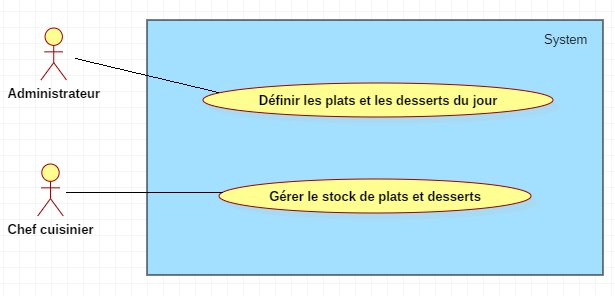 System
Administrateur
Définir les plats et les desserts du jour
Gérer le stock de plats et desserts
Chef cuisinier